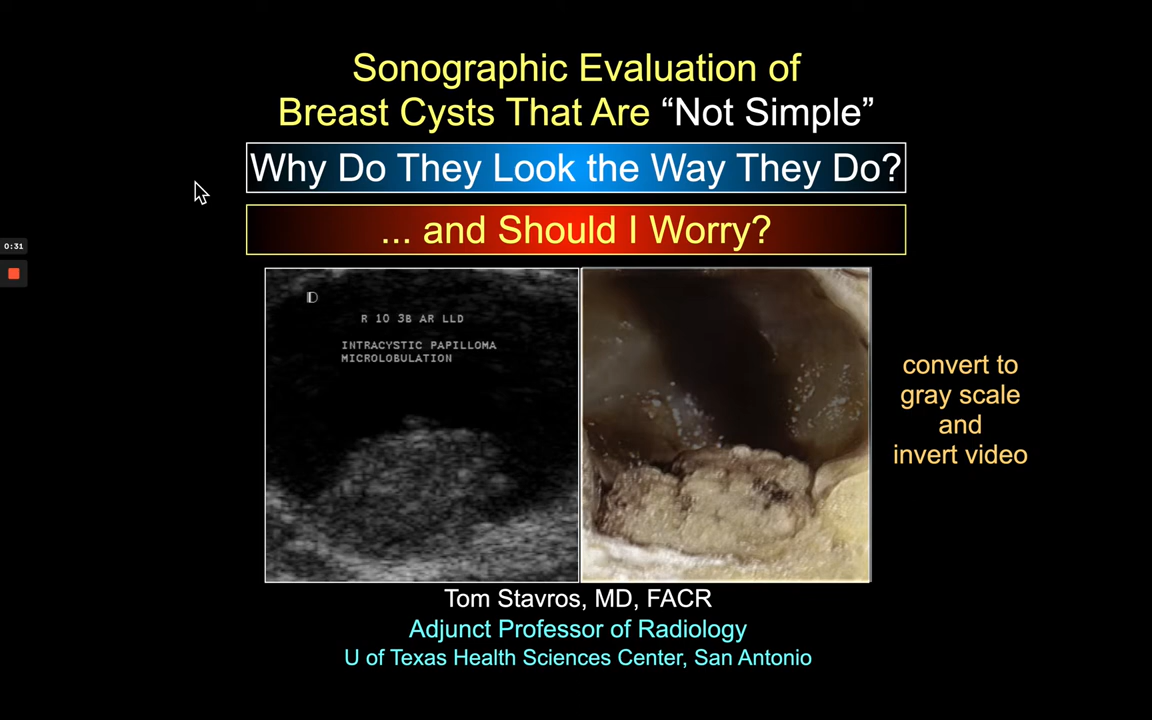 Sonographic Evaluation of
Breast Cysts That Are “Not Simple”
Why Do They Look the Way They Do?
... and Should I Worry?
0:31
D
R 10 3B AR LLD
INTRACYSTIC PAPILLOMA
MICROLOBULATION
convert to
gray scale
and
invert video
Tom Stavros, MD, FACR
Adjunct Professor of Radiology
U of Texas Health Sciences Center, San Antonio